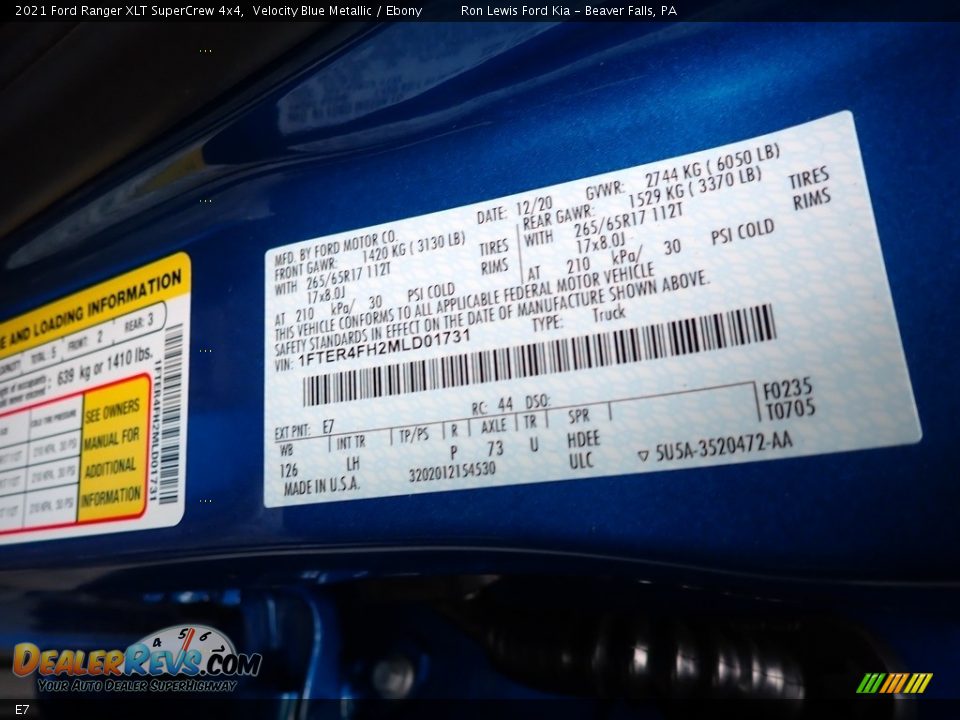 2021 Ford Ranger XLT SuperCrew 4x4, Velocity Blue Metallic / Ebony Ron Lewis Ford Kia – Beaver Falls, PA
MFD. BY FORD MOTOR CO. DATE: 12/20 GVWR: 2744 KG ( 6050 LB)
FRONT GAWR: 1420 KG ( 3130 LB) REAR GAWR: 1529 KG ( 3370 LB)
WITH 265/65R17 112T TIRES WITH 265/65R17 112T TIRES
17x8.0J RIMS 17x8.0J RIMS
AT 210 kPa/ 30 PSI COLD AT 210 kPa/ 30 PSI COLD
THIS VEHICLE CONFORMS TO ALL APPLICABLE FEDERAL MOTOR VEHICLE
SAFETY STANDARDS IN EFFECT ON THE DATE OF MANUFACTURE SHOWN ABOVE.
VIN: 1FTER4FH2MLD01731 TYPE: Truck
EXT PNT: E7 RC: 44 DSO: F0235
WB INT TR TP/PS R AXLE TR SPR T0705
126 LH P 73 U HDEE
MADE IN U.S.A. 3202012154530 ULC 5U5A-3520472-AA
E AND LOADING INFORMATION
TOTAL: 5 FRONT: 2 REAR: 3
639 kg or 1410 lbs.
SEE OWNERS
MANUAL FOR
ADDITIONAL
INFORMATION
1FTER4FH2MLD01731
4 5 6
DealerRevs.com
Your Auto Dealer SuperHighway
E7